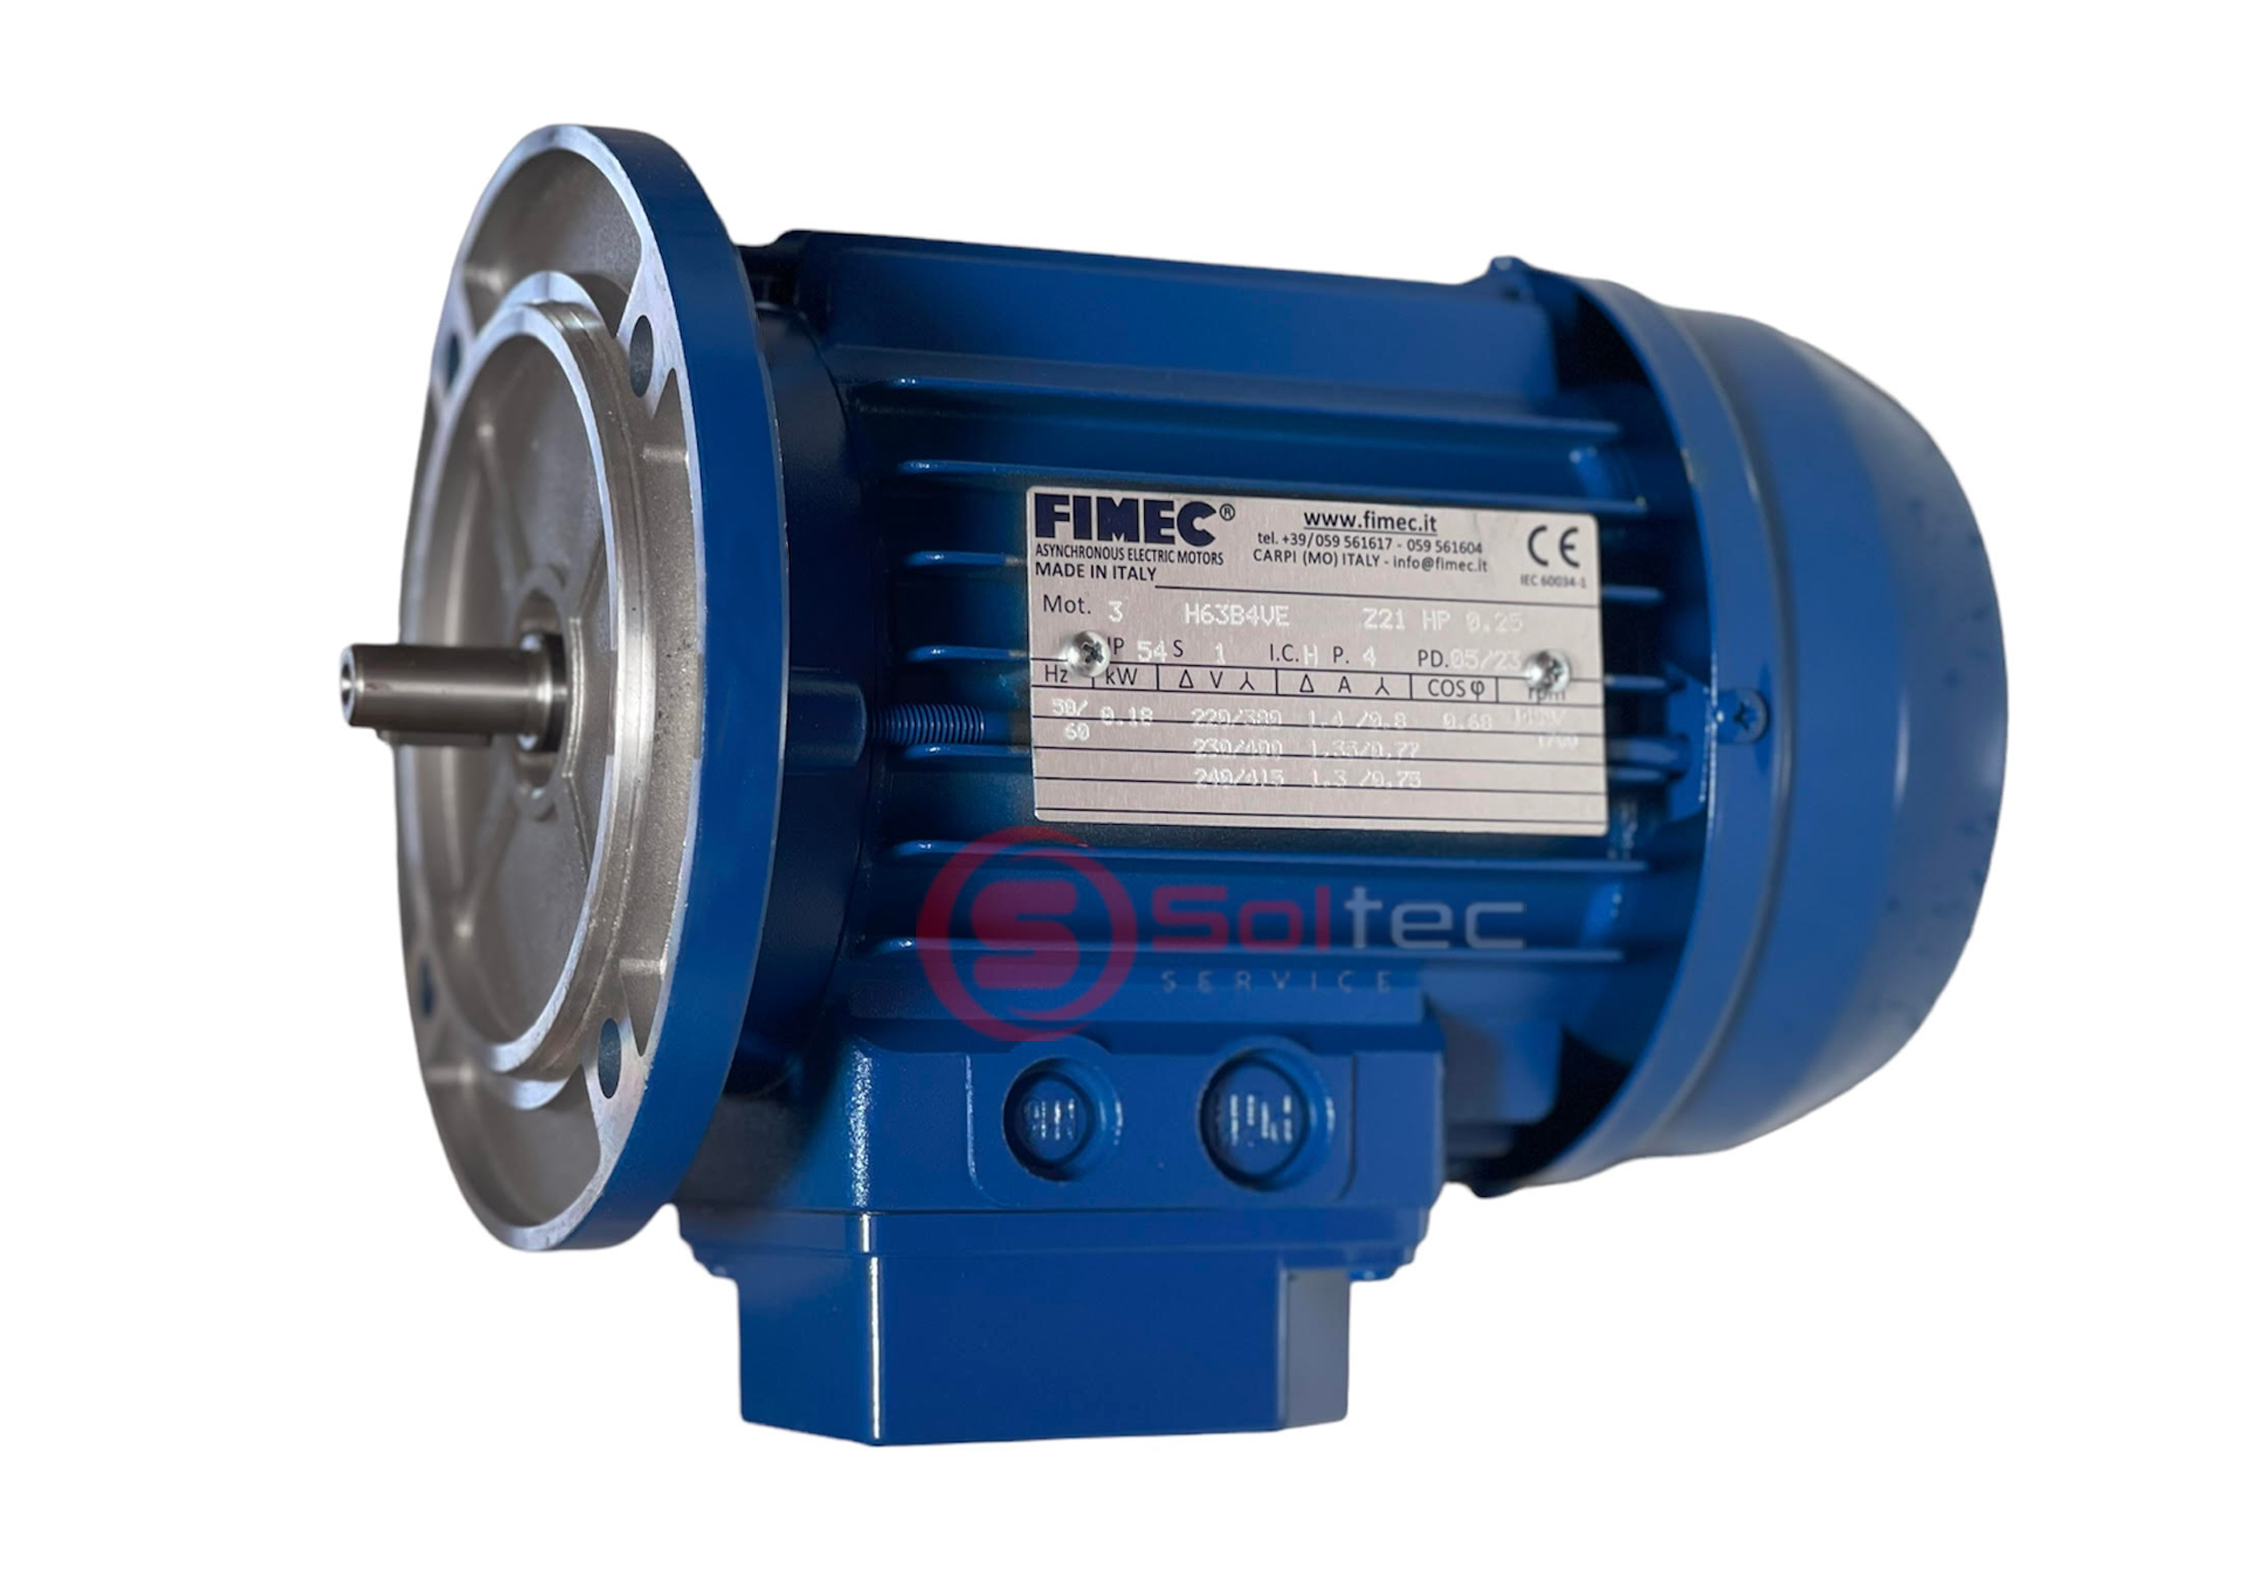 FIMEC®
ASYNCHRONOUS ELECTRIC MOTORS
MADE IN ITALY
www.fimec.it
tel. +39/059 561617 - 059 561604
CARPI (MO) ITALY - info@fimec.it
CE
IEC 60034-1
Mot. 3 H63B4VE Z21 HP 0.25
IP 54 S 1 I.C. H P. 4 PD. 05/23
Hz kW Δ V Y Δ A Y COS φ rpm
50/ 0.18 220/380 1.4 /0.8 0.68
60 230/400 1.33/0.77 1700
240/415 1.3 /0.75
Soltec
SERVICE